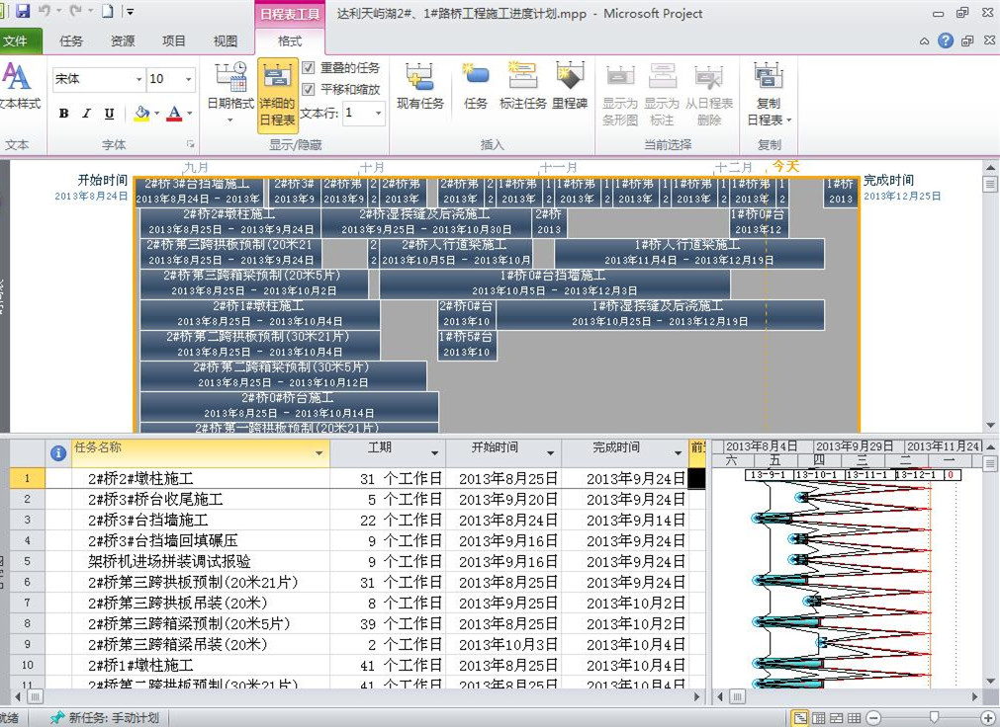 日程表工具
达利天屿湖2#、1#路桥工程施工进度计划.mpp - Microsoft Project
文件 任务 资源 项目 视图 格式
文本样式
宋体 10
B I U A
日期格式
详细的日程表
重叠的任务
平移和缩放
文本行: 1
现有任务
任务
标注任务
里程碑
显示为条形图
显示为标注
从日程表删除
复制日程表
文本 字体 显示/隐藏 插入 当前选择 复制
九月 十月 十一月 十二月 今天
开始时间
2013年8月24日
完成时间
2013年12月25日
2#桥3#台挡墙施工 2#桥3# 2#桥第 2 2#桥第 2#桥第 2 1#桥第 1 1#桥第 1 1#桥第 1 1#桥第 1 1#桥第 1 1#桥
2013年8月24日 - 2013年 2013年9 2013年9 2 2013年 2013年 2 2013年 2 2013年 2 2013年 2 2013年 2 2013年 2 2013
2#桥2#墩柱施工 2#桥湿接缝及后浇施工 2#桥 1#桥0#台
2013年8月25日 - 2013年9月24日 2013年9月25日 - 2013年10月30日 2013 2013年12
2#桥第三跨拱板预制(20米21 2 2#桥人行道梁施工 1#桥人行道梁施工
2013年8月25日 - 2013年9月24日 2 2013年10月5日 - 2013年10月 2013年11月4日 - 2013年12月19日
2#桥第三跨箱梁预制(20米5片) 1#桥0#台挡墙施工
2013年8月25日 - 2013年10月2日 2013年10月5日 - 2013年12月3日
2#桥1#墩柱施工 2#桥0#台 1#桥湿接缝及后浇施工
2013年8月25日 - 2013年10月4日 2013年10 2013年10月25日 - 2013年12月19日
2#桥第二跨拱板预制(30米21片) 1#桥5#台
2013年8月25日 - 2013年10月4日 2013年10
2#桥第二跨箱梁预制(30米5片)
2013年8月25日 - 2013年10月12日
2#桥0#桥台施工
2013年8月25日 - 2013年10月14日
2#桥第一跨拱板预制(30米21片)
任务名称 工期 开始时间 完成时间 前
2013年8月4日 2013年9月29日 2013年11月24
六 五 四 三 二 一
13-9-1 13-10-1 13-11-1 13-12-1 0
1 2#桥2#墩柱施工 31 个工作日 2013年8月25日 2013年9月24日
2 2#桥3#桥台收尾施工 5 个工作日 2013年9月20日 2013年9月24日
3 2#桥3#台挡墙施工 22 个工作日 2013年8月24日 2013年9月14日
4 2#桥3#台挡墙回填碾压 9 个工作日 2013年9月16日 2013年9月24日
5 架桥机进场拼装调试报验 9 个工作日 2013年9月16日 2013年9月24日
6 2#桥第三跨拱板预制(20米21片) 31 个工作日 2013年8月25日 2013年9月24日
7 2#桥第三跨拱板吊装(20米) 8 个工作日 2013年9月25日 2013年10月2日
8 2#桥第三跨箱梁预制(20米5片) 39 个工作日 2013年8月25日 2013年10月2日
9 2#桥第三跨箱梁吊装(20米) 2 个工作日 2013年10月3日 2013年10月4日
10 2#桥1#墩柱施工 41 个工作日 2013年8月25日 2013年10月4日
11 2#桥第二跨拱板预制(30米21片) 41 个工作日 2013年8月25日 2013年10月4日
就绪 新任务: 手动计划